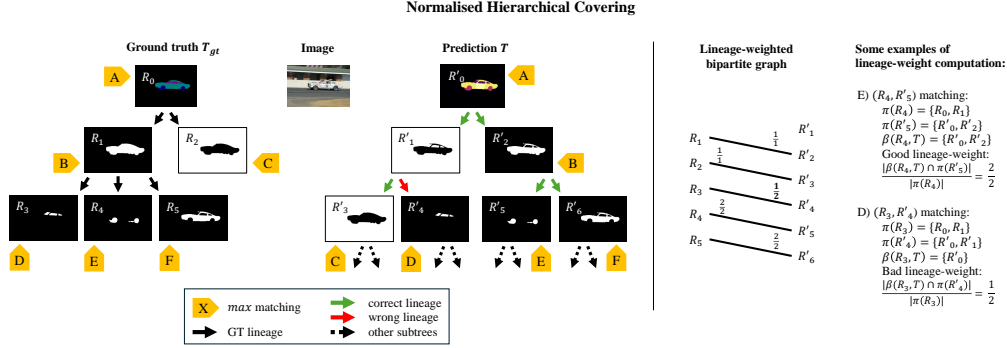 Normalised Hierarchical Covering
Ground truth T_gt
Image
Prediction T
A
R_0
R'_0
A
R_1
R_2
B
C
R'_1
R'_2
B
R_3
R_4
R_5
D
E
F
R'_3
R'_4
R'_5
R'_6
C
D
E
F
X
max matching
GT lineage
correct lineage
wrong lineage
other subtrees
Lineage-weighted
bipartite graph
R_1
R_2
R_3
R_4
R_5
1/1
1/1
1/2
2/2
2/2
R'_1
R'_2
R'_3
R'_4
R'_5
R'_6
Some examples of
lineage-weight computation:
E) (R_4, R'_5) matching:
π(R_4) = {R_0, R_1}
π(R'_5) = {R'_0, R'_2}
β(R_4, T) = {R'_0, R'_2}
Good lineage-weight:
|β(R_4, T) ∩ π(R'_5)| / |π(R_4)| = 2/2
D) (R_3, R'_4) matching:
π(R_3) = {R_0, R_1}
π(R'_4) = {R'_0, R'_1}
β(R_3, T) = {R'_0}
Bad lineage-weight:
|β(R_3, T) ∩ π(R'_4)| / |π(R_3)| = 1/2